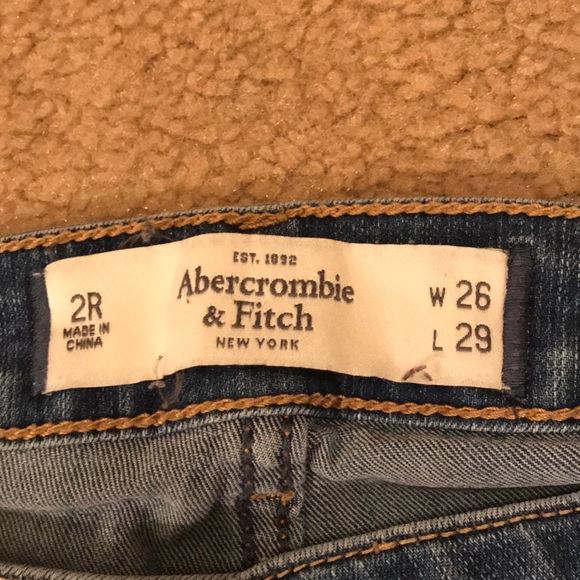 2R
MADE IN
CHINA
EST. 1892
Abercrombie
& Fitch
NEW YORK
W 26
L 29